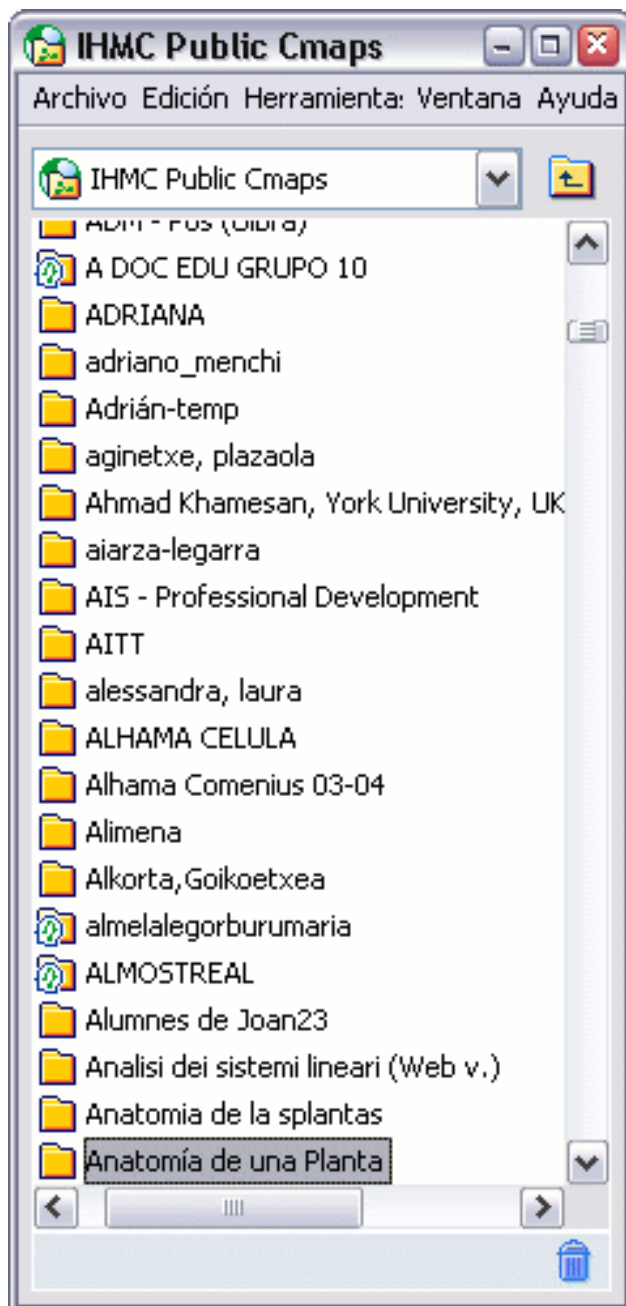 IHMC Public Cmaps
Archivo Edición Herramienta: Ventana Ayuda
IHMC Public Cmaps
ADM - Pos (Ulbra)
A DOC EDU GRUPO 10
ADRIANA
adriano_menchi
Adrián-temp
aginetxe, plazaola
Ahmad Khamesan, York University, UK
aiarza-legarra
AIS - Professional Development
AITT
alessandra, laura
ALHAMA CELULA
Alhama Comenius 03-04
Alimena
Alkorta,Goikoetxea
almelalegorburumaria
ALMOSTREAL
Alumnes de Joan23
Analisi dei sistemi lineari (Web v.)
Anatomia de la splantas
Anatomía de una Planta